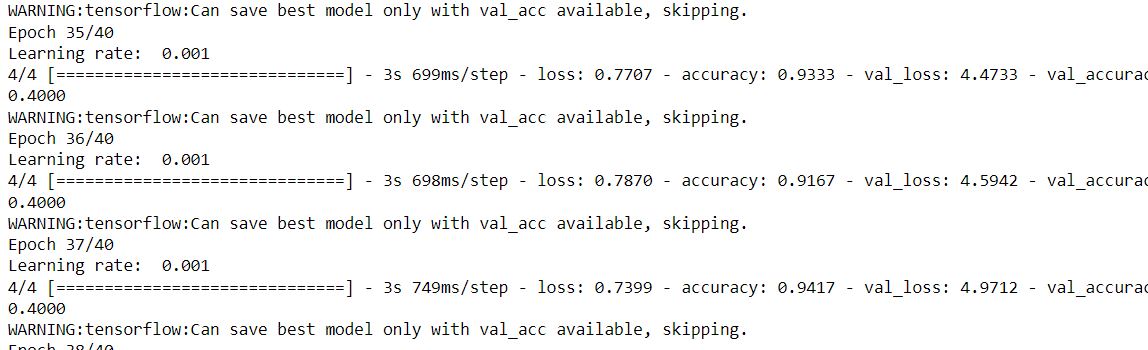 WARNING:tensorflow:Can save best model only with val_acc available, skipping.
Epoch 35/40
Learning rate:  0.001
4/4 [==============================] - 3s 699ms/step - loss: 0.7707 - accuracy: 0.9333 - val_loss: 4.4733 - val_accurac
0.4000
WARNING:tensorflow:Can save best model only with val_acc available, skipping.
Epoch 36/40
Learning rate:  0.001
4/4 [==============================] - 3s 698ms/step - loss: 0.7870 - accuracy: 0.9167 - val_loss: 4.5942 - val_accurac
0.4000
WARNING:tensorflow:Can save best model only with val_acc available, skipping.
Epoch 37/40
Learning rate:  0.001
4/4 [==============================] - 3s 749ms/step - loss: 0.7399 - accuracy: 0.9417 - val_loss: 4.9712 - val_accurac
0.4000
WARNING:tensorflow:Can save best model only with val_acc available, skipping.
Epoch 38/40